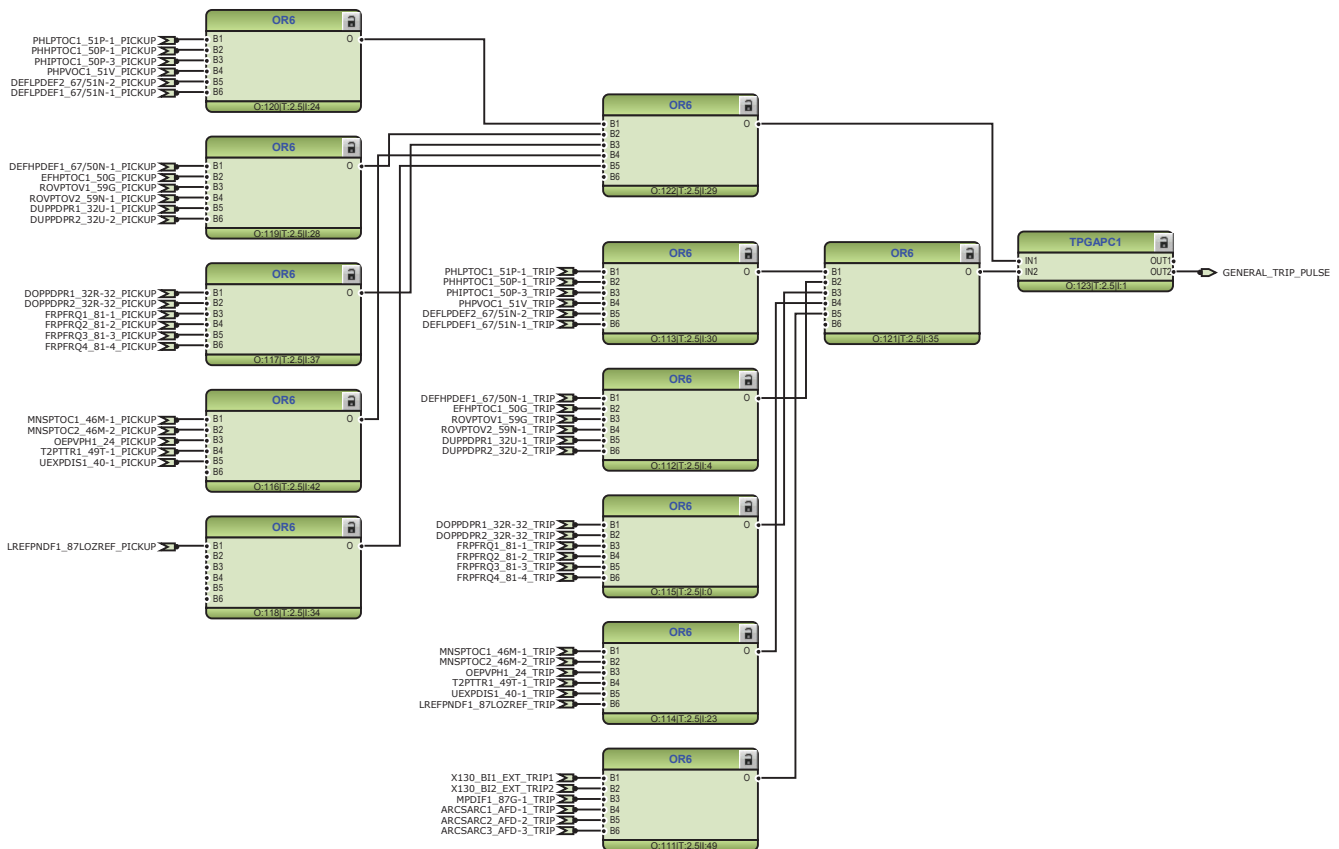 OR6
PHLPTOC1_51P-1_PICKUP B1 O
PHHPTOC1_50P-1_PICKUP B2
PHIPTOC1_50P-3_PICKUP B3
PHPVOC1_51V_PICKUP B4
DEFLPDEF2_67/51N-2_PICKUP B5
DEFLPDEF1_67/51N-1_PICKUP B6
O:120|T:2.5|I:24
OR6
DEFHPDEF1_67/50N-1_PICKUP B1 O
EFHPTOC1_50G_PICKUP B2
ROVPTOV1_59G_PICKUP B3
ROVPTOV2_59N-1_PICKUP B4
DUPPDPR1_32U-1_PICKUP B5
DUPPDPR2_32U-2_PICKUP B6
O:119|T:2.5|I:28
OR6
DOPPDPR1_32R-32_PICKUP B1 O
DOPPDPR2_32R-32_PICKUP B2
FRPFRQ1_81-1_PICKUP B3
FRPFRQ2_81-2_PICKUP B4
FRPFRQ3_81-3_PICKUP B5
FRPFRQ4_81-4_PICKUP B6
O:117|T:2.5|I:37
OR6
MNSPTOC1_46M-1_PICKUP B1 O
MNSPTOC2_46M-2_PICKUP B2
OEPVPH1_24_PICKUP B3
T2PTTR1_49T-1_PICKUP B4
UEXPDIS1_40-1_PICKUP B5
B6
O:116|T:2.5|I:42
OR6
LREFPNDF1_87LOZREF_PICKUP B1 O
B2
B3
B4
B5
B6
O:118|T:2.5|I:34
OR6
B1 O
B2
B3
B4
B5
B6
O:122|T:2.5|I:29
OR6
PHLPTOC1_51P-1_TRIP B1 O
PHHPTOC1_50P-1_TRIP B2
PHIPTOC1_50P-3_TRIP B3
PHPVOC1_51V_TRIP B4
DEFLPDEF2_67/51N-2_TRIP B5
DEFLPDEF1_67/51N-1_TRIP B6
O:113|T:2.5|I:30
OR6
DEFHPDEF1_67/50N-1_TRIP B1 O
EFHPTOC1_50G_TRIP B2
ROVPTOV1_59G_TRIP B3
ROVPTOV2_59N-1_TRIP B4
DUPPDPR1_32U-1_TRIP B5
DUPPDPR2_32U-2_TRIP B6
O:112|T:2.5|I:4
OR6
DOPPDPR1_32R-32_TRIP B1 O
DOPPDPR2_32R-32_TRIP B2
FRPFRQ1_81-1_TRIP B3
FRPFRQ2_81-2_TRIP B4
FRPFRQ3_81-3_TRIP B5
FRPFRQ4_81-4_TRIP B6
O:115|T:2.5|I:0
OR6
MNSPTOC1_46M-1_TRIP B1 O
MNSPTOC2_46M-2_TRIP B2
OEPVPH1_24_TRIP B3
T2PTTR1_49T-1_TRIP B4
UEXPDIS1_40-1_TRIP B5
LREFPNDF1_87LOZREF_TRIP B6
O:114|T:2.5|I:23
OR6
X130_BI1_EXT_TRIP1 B1 O
X130_BI2_EXT_TRIP2 B2
MPDIF1_87G-1_TRIP B3
ARCSARC1_AFD-1_TRIP B4
ARCSARC2_AFD-2_TRIP B5
ARCSARC3_AFD-3_TRIP B6
O:111|T:2.5|I:49
OR6
B1 O
B2
B3
B4
B5
B6
O:121|T:2.5|I:35
TPGAPC1
IN1 OUT1
IN2 OUT2 GENERAL_TRIP_PULSE
O:123|T:2.5|I:1